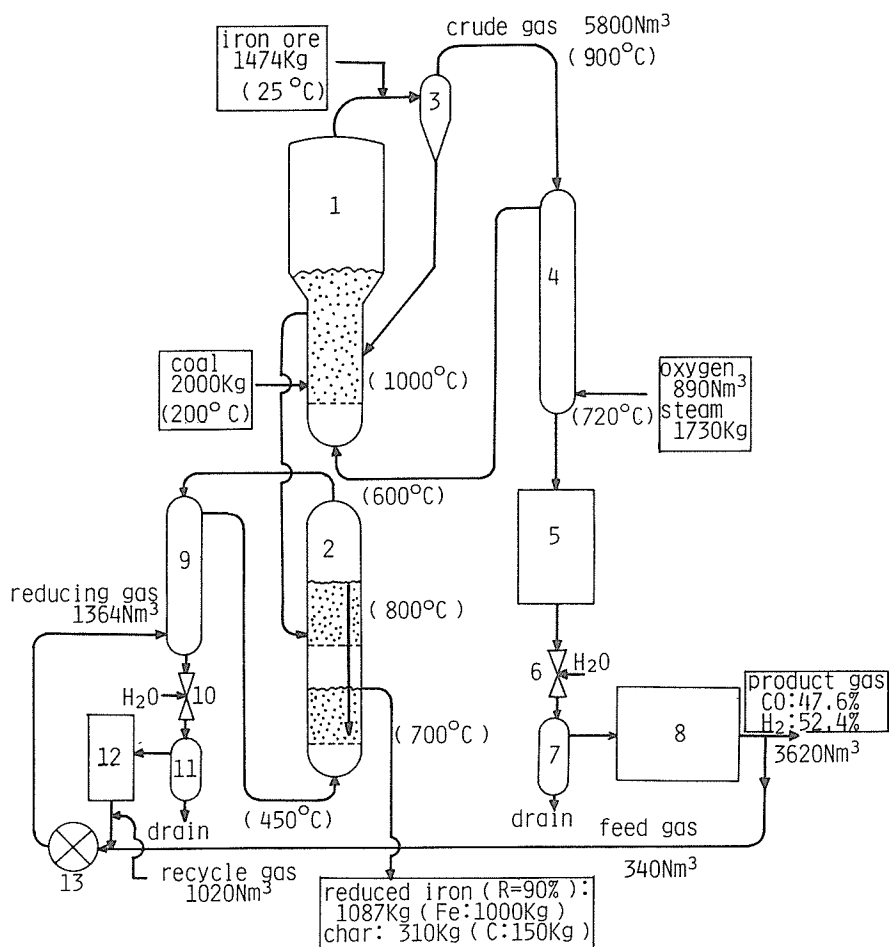 crude gas 5800Nm³
(900°C)
iron ore
1474Kg
(25°C)
3
1
4
coal
2000Kg
(200°C)
(1000°C)
oxygen
890Nm³
steam
1730Kg
(720°C)
(600°C)
2
5
9
(800°C)
reducing gas
1364Nm³
6
H₂O
H₂O
10
product gas
CO:47.6%
H₂:52.4%
3620Nm³
(700°C)
8
7
12
11
(450°C)
drain
drain
feed gas
340Nm³
13
recycle gas
1020Nm³
reduced iron (R=90%):
1087Kg (Fe:1000Kg)
char: 310Kg (C:150Kg)